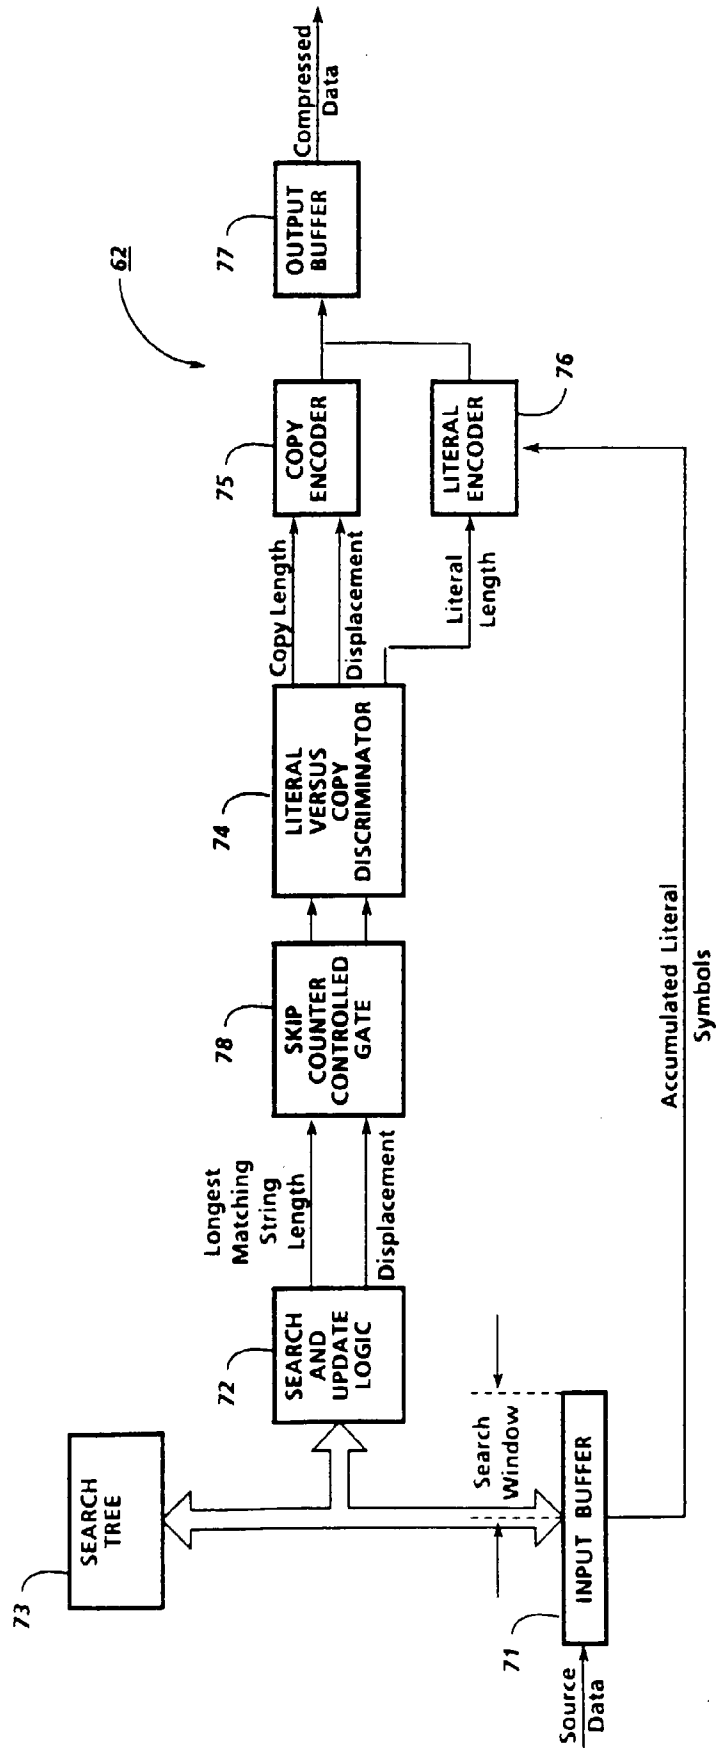 62
73
SEARCH
TREE
72
SEARCH
AND
UPDATE
LOGIC
Longest
Matching
String
Length
Displacement
78
SKIP
COUNTER
CONTROLLED
GATE
74
LITERAL
VERSUS
COPY
DISCRIMINATOR
Copy Length
Displacement
Literal
Length
75
COPY
ENCODER
76
LITERAL
ENCODER
77
OUTPUT
BUFFER
Compressed
Data
Search
Window
71
INPUT BUFFER
Source
Data
Accumulated Literal
Symbols